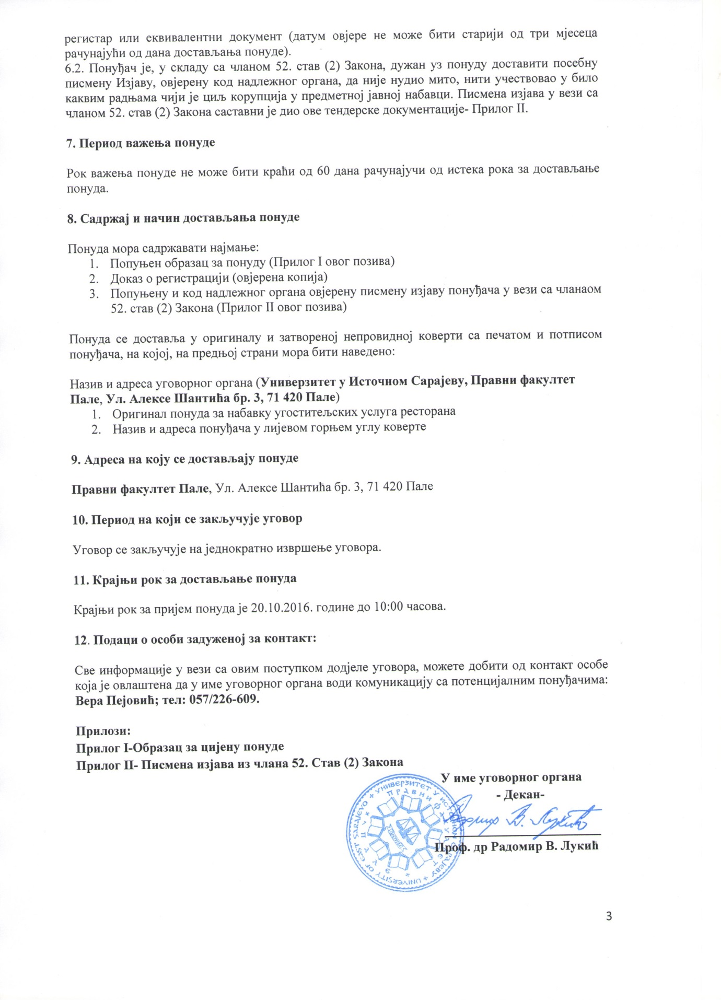 регистар или еквивалентни документ (датум овјере не може бити старији од три мјесеца
рачунајући од дана достављања понуде).
6.2. Понуђач је, у складу са чланом 52. став (2) Закона, дужан уз понуду доставити посебну
писмену Изјаву, овјерену код надлежног органа, да није нудио мито, нити учествовао у било
каквим радњама чији је циљ корупција у предметној јавној набавци. Писмена изјава у вези са
чланом 52. став (2) Закона саставни је дио ове тендерске документације- Прилог II.
7. Период важења понуде
Рок важења понуде не може бити краћи од 60 дана рачунајучи од истека рока за достављање
понуда.
8. Садржај и начин достављања понуде
Понуда мора садржавати најмање:
1. Попуњен образац за понуду (Прилог I овог позива)
2. Доказ о регистрацији (овјерена копија)
3. Попуњену и код надлежног органа овјерену писмену изјаву понуђача у вези са чланаом
52. став (2) Закона (Прилог II овог позива)
Понуда се доставља у оригиналу и затвореној непровидној коверти са печатом и потписом
понуђача, на којој, на предњој страни мора бити наведено:
Назив и адреса уговорног органа (Универзитет у Источном Сарајеву, Правни факултет
Пале, Ул. Алексе Шантића бр. 3, 71 420 Пале)
1. Оригинал понуда за набавку угоститељских услуга ресторана
2. Назив и адреса понуђача у лијевом горњем углу коверте
9. Адреса на коју се достављају понуде
Правни факултет Пале, Ул. Алексе Шантића бр. 3, 71 420 Пале
10. Период на који се закључује уговор
Уговор се закључује на једнократно извршење уговора.
11. Крајњи рок за достављање понуда
Крајњи рок за пријем понуда је 20.10.2016. године до 10:00 часова.
12. Подаци о особи задуженој за контакт:
Све информације у вези са овим поступком додјеле уговора, можете добити од контакт особе
која је овлаштена да у име уговорног органа води комуникацију са потенцијалним понуђачима:
Вера Пејовић; тел: 057/226-609.
Прилози:
Прилог I-Образац за цијену понуде
Прилог II- Писмена изјава из члана 52. Став (2) Закона
У име уговорног органа
- Декан-
Проф. др Радомир В. Лукић
УНИВЕРЗИТЕТ У ИСТОЧНОМ САРАЈЕВУ + UNIVERSITY OF EAST SARAJEVO +
ПРАВНИ ФАКУЛТЕТ
3